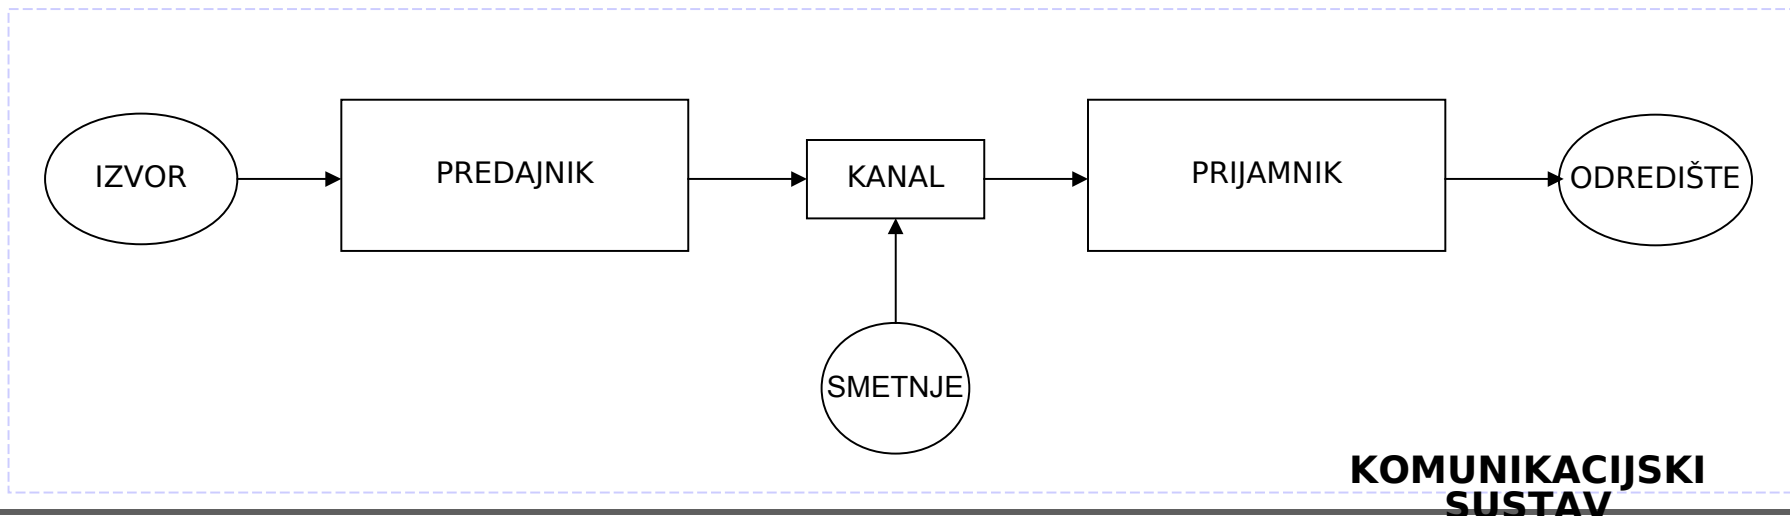 IZVOR
PREDAJNIK
KANAL
PRIJAMNIK
ODREDIŠTE
SMETNJE
KOMUNIKACIJSKI
SUSTAV